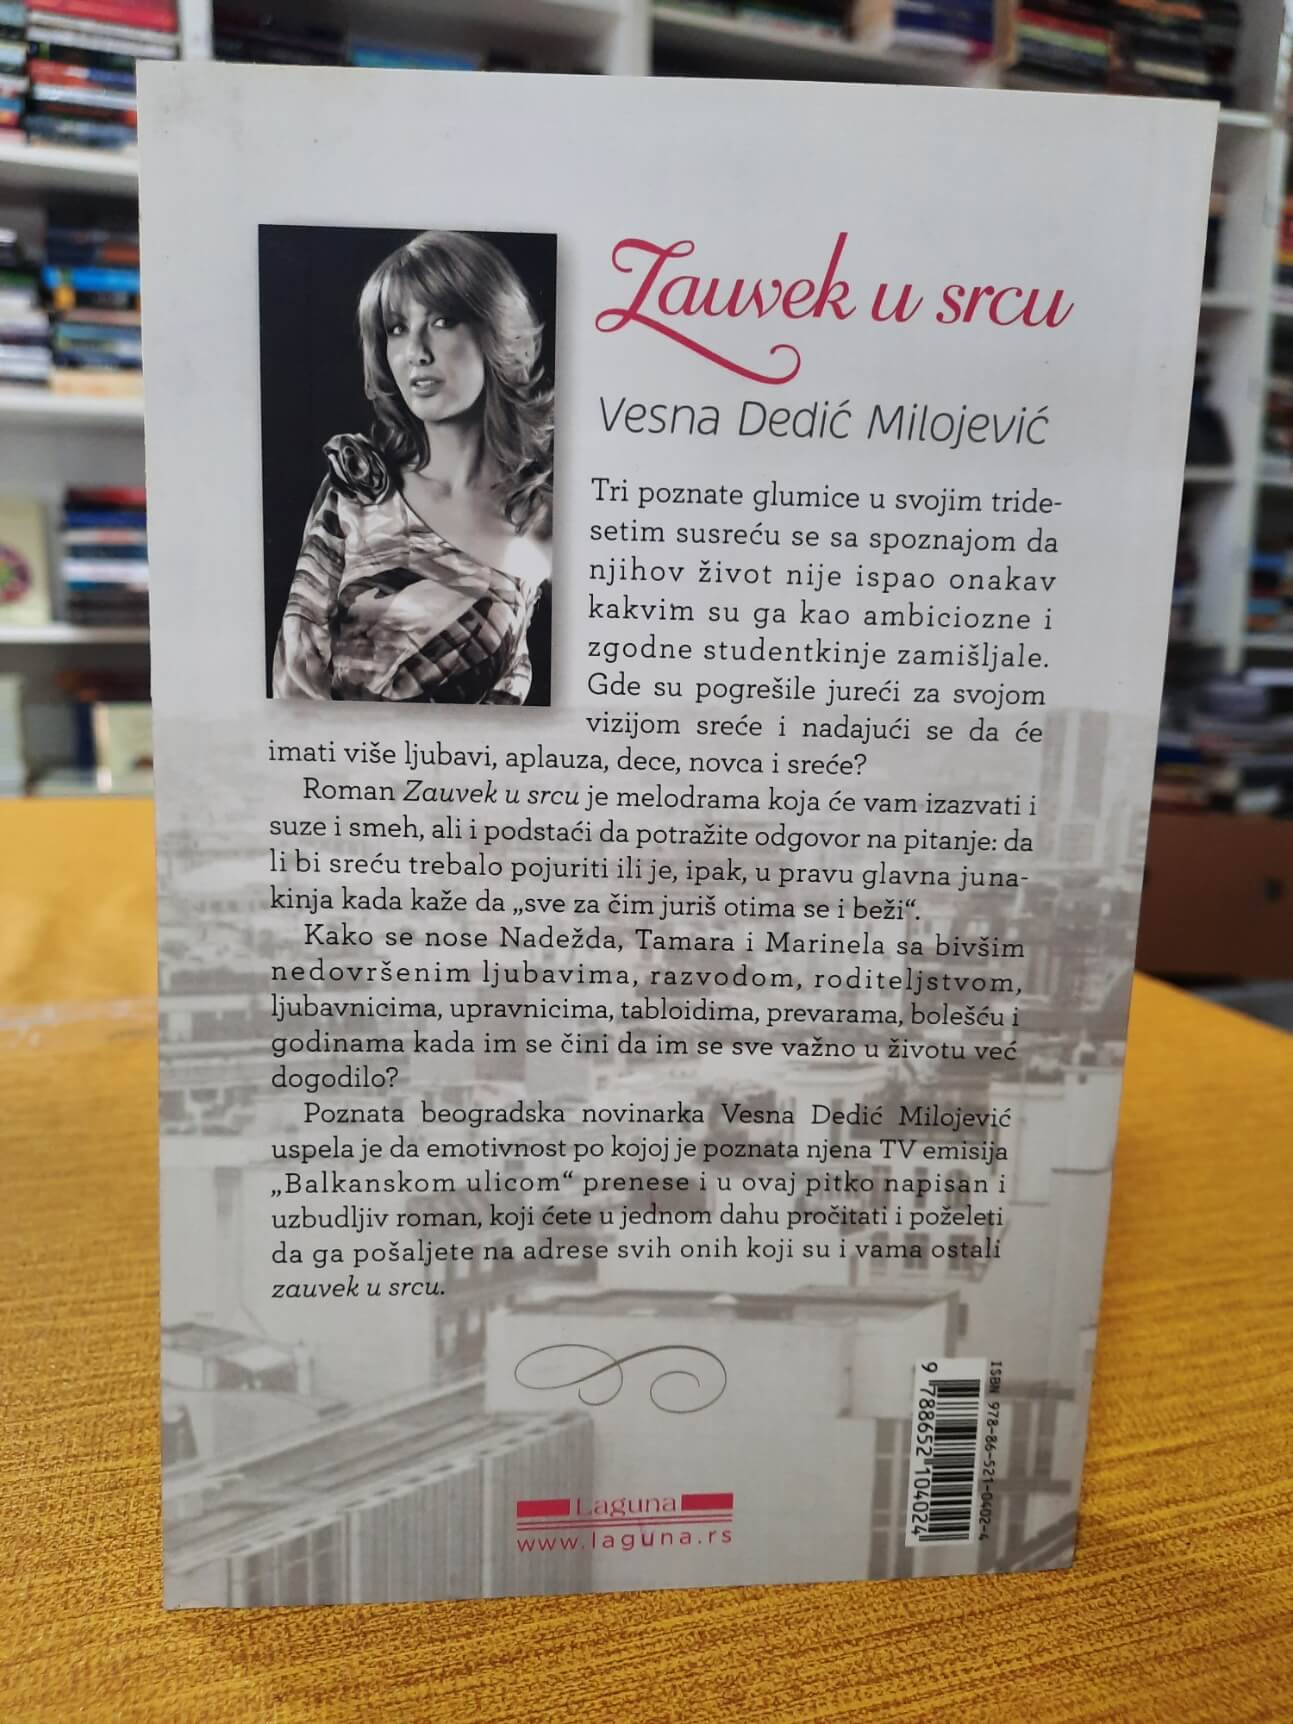 Zauvek u srcu
Vesna Dedić Milojević
Tri poznate glumice u svojim tride-
setim susreću se sa spoznajom da
njihov život nije ispao onakav
kakvim su ga kao ambiciozne i
zgodne studentkinje zamišljale.
Gde su pogrešile jureći za svojom
vizijom sreće i nadajući se da će
imati više ljubavi, aplauza, dece, novca i sreće?
Roman Zauvek u srcu je melodrama koja će vam izazvati i
suze i smeh, ali i podstaći da potražite odgovor na pitanje: da
li bi sreću trebalo pojuriti ili je, ipak, u pravu glavna juna-
kinja kada kaže da „sve za čim juriš otima se i beži“.
Kako se nose Nadežda, Tamara i Marinela sa bivšim
nedovršenim ljubavima, razvodom, roditeljstvom,
ljubavnicima, upravnicima, tabloidima, prevarama, bolešću i
godinama kada im se čini da im se sve važno u životu već
dogodilo?
Poznata beogradska novinarka Vesna Dedić Milojević
uspela je da emotivnost po kojoj je poznata njena TV emisija
„Balkanskom ulicom“ prenese i u ovaj pitko napisan i
uzbudljiv roman, koji ćete u jednom dahu pročitati i poželeti
da ga pošaljete na adrese svih onih koji su i vama ostali
zauvek u srcu.
ISBN 978-86-521-0402-4
9 788652 104024
Laguna
www.laguna.rs